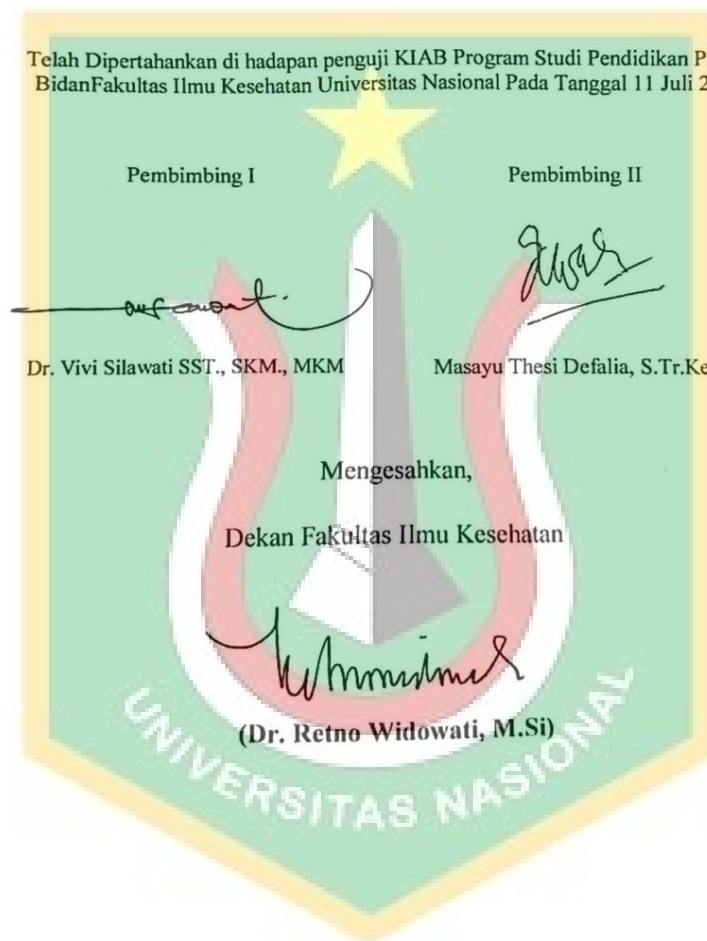 Telah Dipertahankan di hadapan penguji KIAB Program Studi Pendidikan P
BidanFakultas Ilmu Kesehatan Universitas Nasional Pada Tanggal 11 Juli 2
Pembimbing I
Pembimbing II
Dr. Vivi Silawati SST., SKM., MKM
Masayu Thesi Defalia, S.Tr.Ke
Mengesahkan,
Dekan Fakultas Ilmu Kesehatan
(Dr. Retno Widowati, M.Si)
UNIVERSITAS NASIONAL